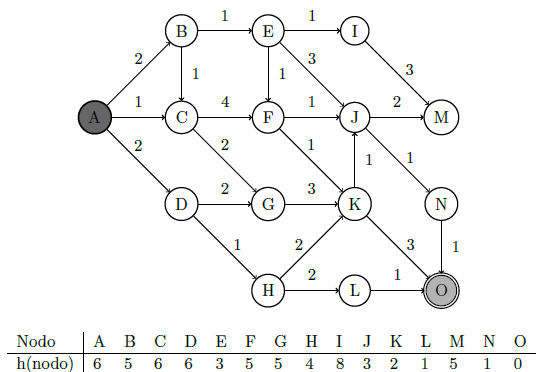 1 1
B E I
2 1 1 3 3
A 1 C 4 F 1 J 2 M
2 2 1 1 1
D 2 G 3 K N
1 2 3 1
H 2 L 1 O
Nodo A B C D E F G H I J K L M N O
h(nodo) 6 5 6 6 3 5 5 4 8 3 2 1 5 1 0